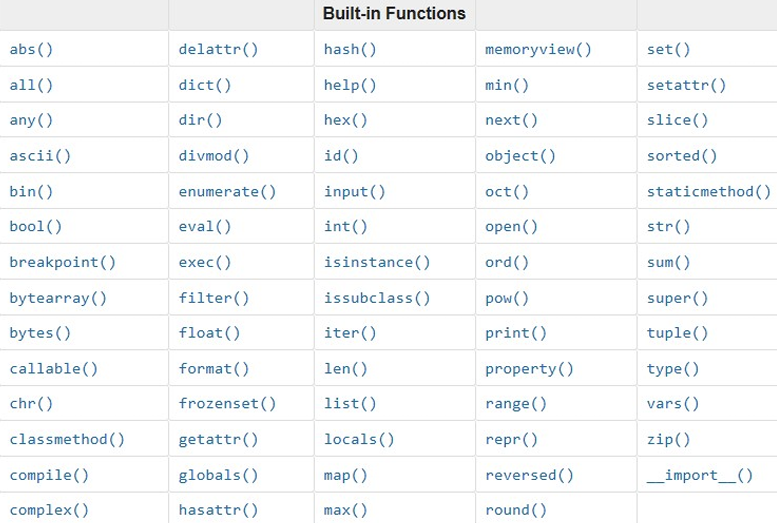 Built-in Functions
abs() delattr() hash() memoryview() set()
all() dict() help() min() setattr()
any() dir() hex() next() slice()
ascii() divmod() id() object() sorted()
bin() enumerate() input() oct() staticmethod()
bool() eval() int() open() str()
breakpoint() exec() isinstance() ord() sum()
bytearray() filter() issubclass() pow() super()
bytes() float() iter() print() tuple()
callable() format() len() property() type()
chr() frozenset() list() range() vars()
classmethod() getattr() locals() repr() zip()
compile() globals() map() reversed() __import__()
complex() hasattr() max() round()